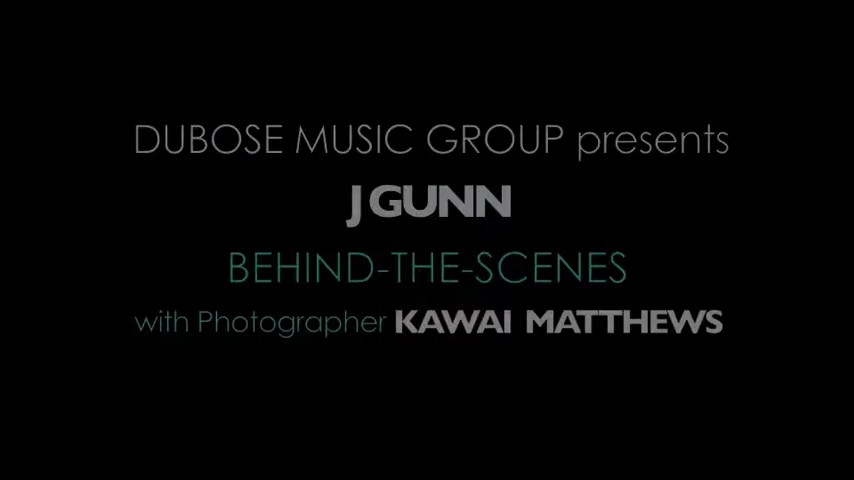 DUBOSE MUSIC GROUP presents
J GUNN
BEHIND-THE-SCENES
with Photographer KAWAI MATTHEWS